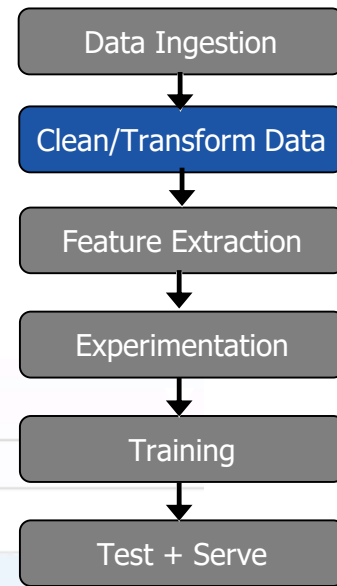 Data Ingestion
Clean/Transform Data
Feature Extraction
Experimentation
Training
Test + Serve